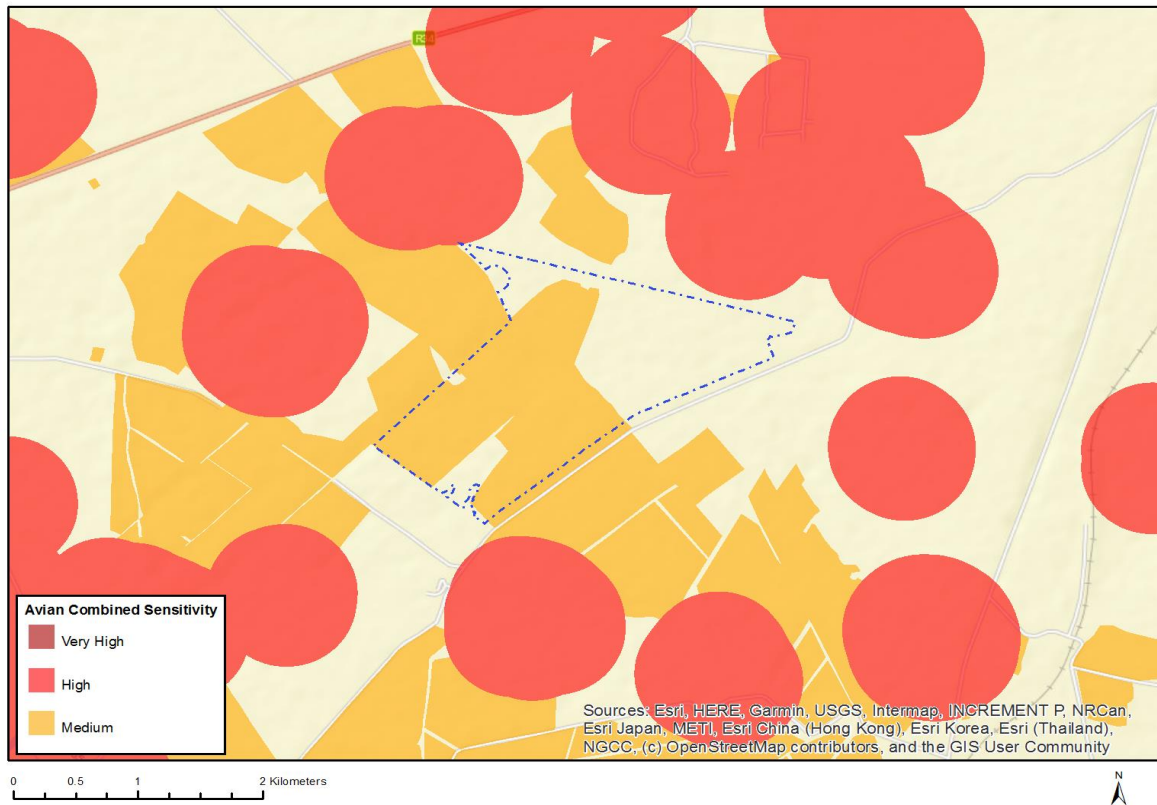 Avian Combined Sensitivity
Very High
High
Medium
Sources: Esri, HERE, Garmin, USGS, Intermap, INCREMENT P, NRCan,
Esri Japan, METI, Esri China (Hong Kong), Esri Korea, Esri (Thailand),
NGCC, (c) OpenStreetMap contributors, and the GIS User Community
0 0.5 1 2 Kilometers
N